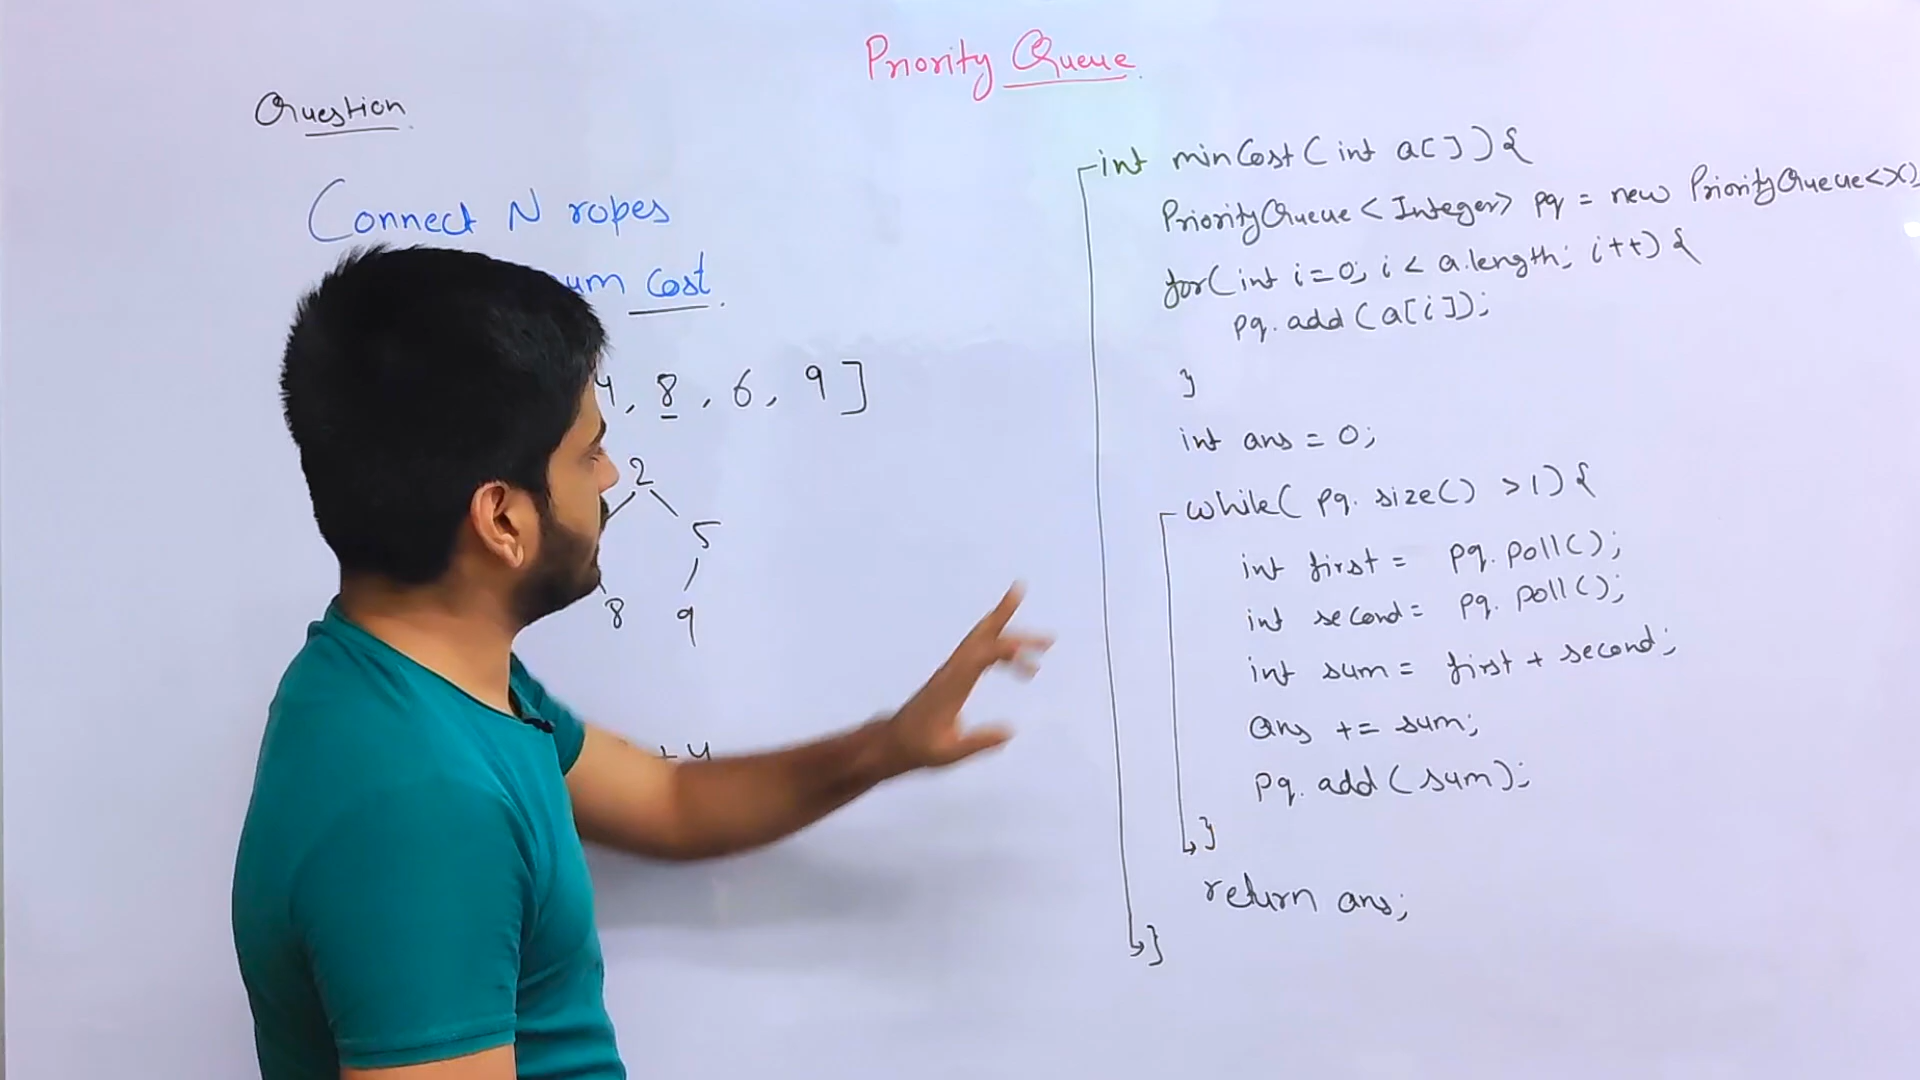 Priority Queue
Question
Connect N ropes
um cost.
4, 8, 6, 9]
2
5
8 9
+4
int minCost(int a[]){
PriorityQueue<Integer> pq = new PriorityQueue<>()
for(int i=0; i < a.length; i++){
pq.add(a[i]);
}
int ans = 0;
while( pq.size() >1){
int first = pq.poll();
int second = pq.poll();
int sum = first + second;
ans += sum;
pq.add(sum);
}
return ans;
}